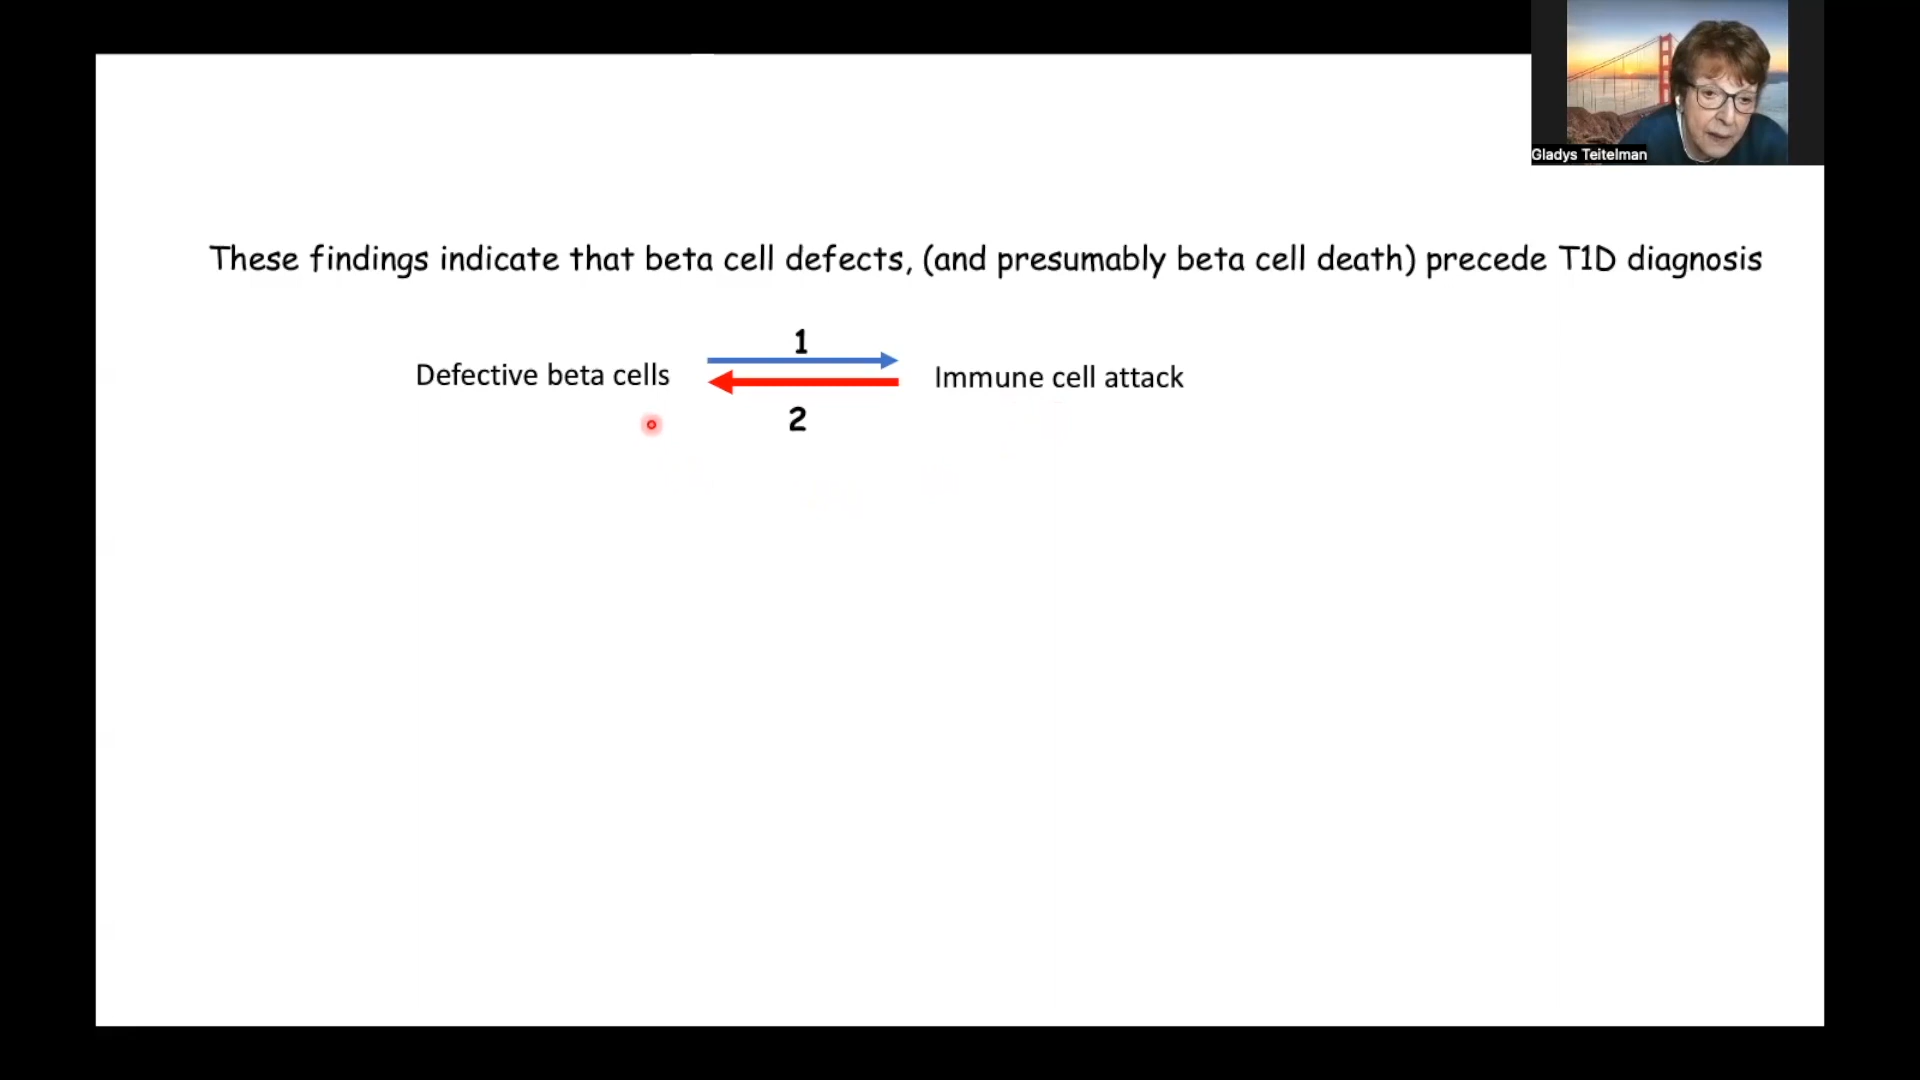 Gladys Teitelman
These findings indicate that beta cell defects, (and presumably beta cell death) precede T1D diagnosis
1
Defective beta cells
Immune cell attack
2